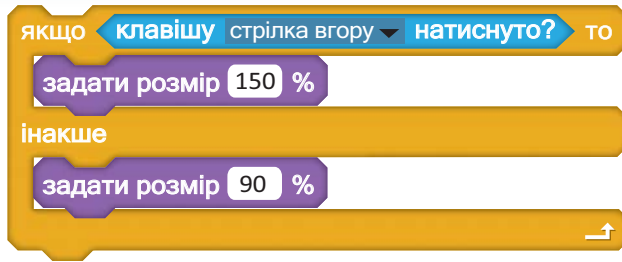 якщо клавішу стрілка вгору натиснуто? то
задати розмір 150 %
інакше
задати розмір 90 %